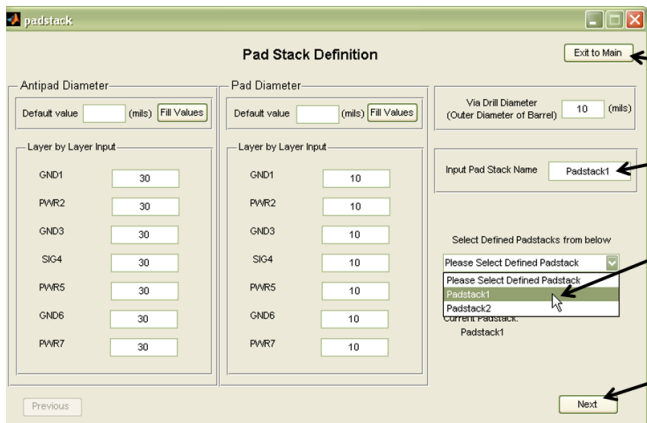 padstack
Pad Stack Definition
Exit to Main
Antipad Diameter
Default value (mils) Fill Values
Layer by Layer Input
GND1 30
PWR2 30
GND3 30
SIG4 30
PWR5 30
GND6 30
PWR7 30
Pad Diameter
Default value (mils) Fill Values
Layer by Layer Input
GND1 10
PWR2 10
GND3 10
SIG4 10
PWR5 10
GND6 10
PWR7 10
Via Drill Diameter
(Outer Diameter of Barrel) 10 (mils)
Input Pad Stack Name Padstack1
Select Defined Padstacks from below
Please Select Defined Padstack
Please Select Defined Padstack
Padstack1
Padstack2
Current Padstack:
Padstack1
Previous
Next